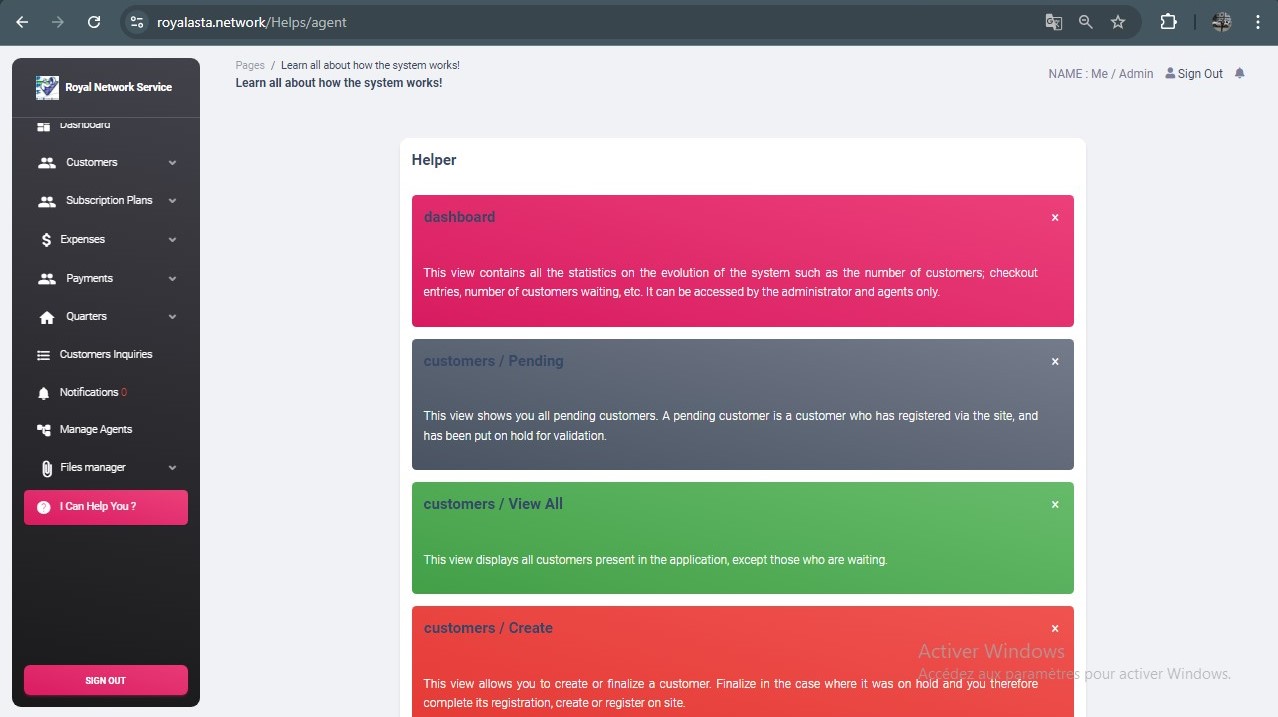 royalasta.network/Helps/agent
Royal Network Service
Dashboard
Customers
Subscription Plans
Expenses
Payments
Quarters
Customers Inquiries
Notifications 0
Manage Agents
Files manager
I Can Help You ?
SIGN OUT
Pages / Learn all about how the system works!
Learn all about how the system works!
NAME : Me / Admin Sign Out
Helper
dashboard ×
This view contains all the statistics on the evolution of the system such as the number of customers; checkout
entries, number of customers waiting, etc. It can be accessed by the administrator and agents only.
customers / Pending ×
This view shows you all pending customers. A pending customer is a customer who has registered via the site, and
has been put on hold for validation.
customers / View All ×
This view displays all customers present in the application, except those who are waiting.
customers / Create ×
This view allows you to create or finalize a customer. Finalize in the case where it was on hold and you therefore
complete its registration, create or register on site.
Activer Windows
Accédez aux paramètres pour activer Windows.